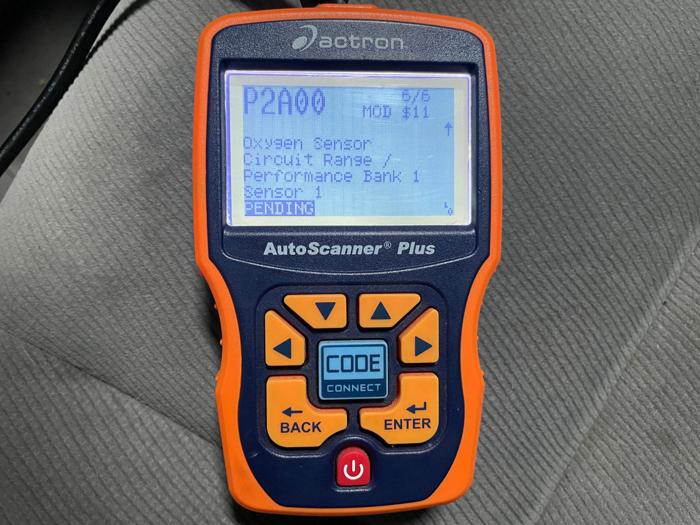 actron
P2A00
6/6
MOD $11
Oxygen Sensor
Circuit Range /
Performance Bank 1
Sensor 1
PENDING
AutoScanner® Plus
CODE
CONNECT
BACK
ENTER